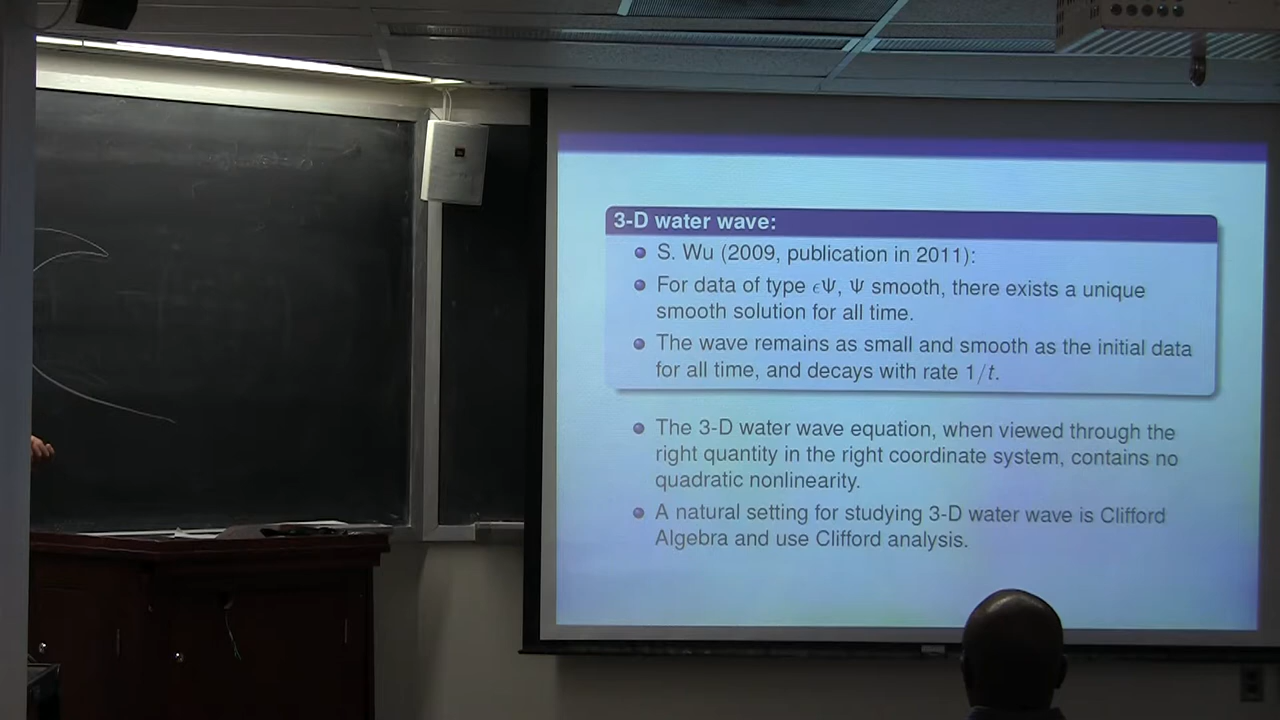 3-D water wave:
S. Wu (2009, publication in 2011):
For data of type ϵΨ, Ψ smooth, there exists a unique
smooth solution for all time.
The wave remains as small and smooth as the initial data
for all time, and decays with rate 1/t.
The 3-D water wave equation, when viewed through the
right quantity in the right coordinate system, contains no
quadratic nonlinearity.
A natural setting for studying 3-D water wave is Clifford
Algebra and use Clifford analysis.